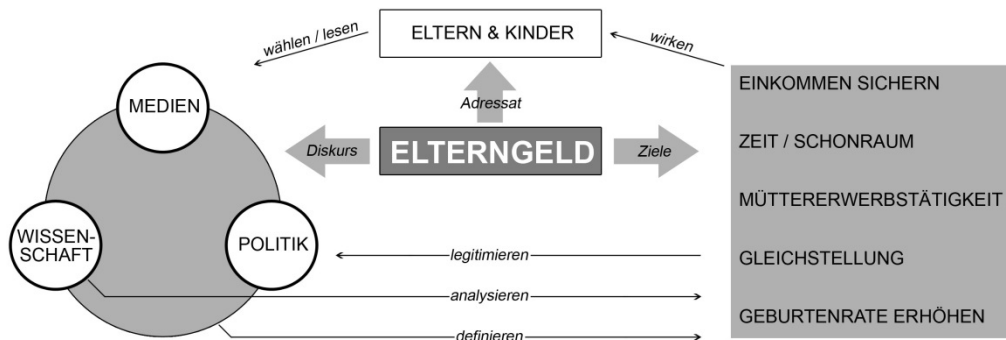 wählen / lesen
ELTERN & KINDER
wirken
EINKOMMEN SICHERN
MEDIEN
Adressat
Diskurs
ELTERNGELD
Ziele
ZEIT / SCHONRAUM
MÜTTERERWERBSTÄTIGKEIT
WISSEN-
SCHAFT
POLITIK
legitimieren
GLEICHSTELLUNG
analysieren
GEBURTENRATE ERHÖHEN
definieren